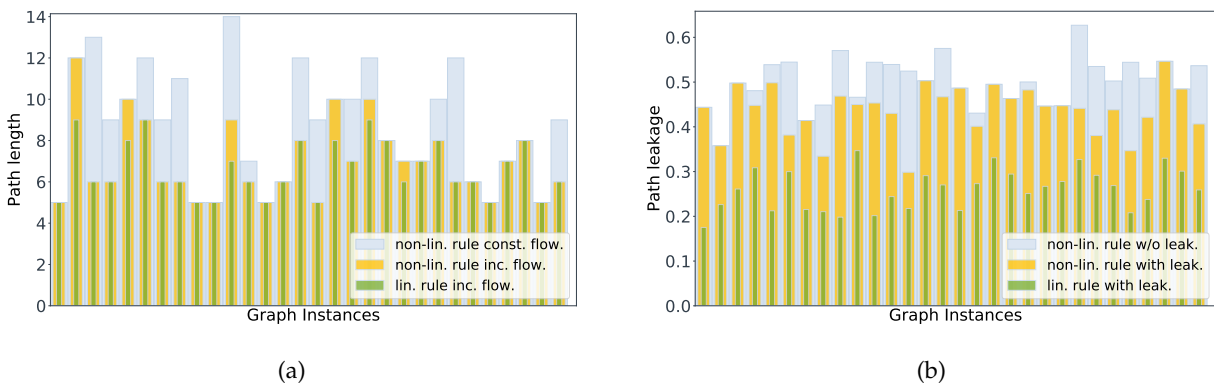 14
12
10
8
6
4
2
0
Path length
non-lin. rule const. flow.
non-lin. rule inc. flow.
lin. rule inc. flow.
Graph Instances
(a)
0.6
0.5
0.4
0.3
0.2
0.1
0.0
Path leakage
non-lin. rule w/o leak.
non-lin. rule with leak.
lin. rule with leak.
Graph Instances
(b)